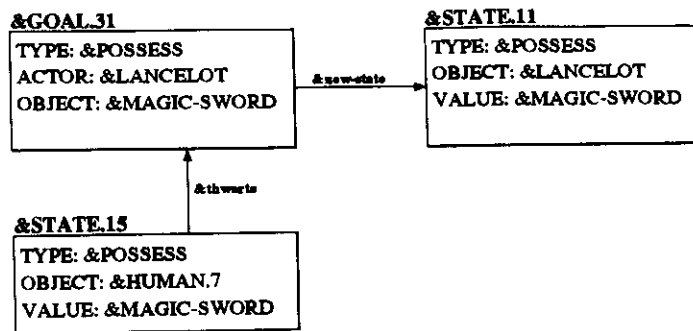 &GOAL.31
TYPE: &POSSESS
ACTOR: &LANCELOT
OBJECT: &MAGIC-SWORD
&new-state
&STATE.11
TYPE: &POSSESS
OBJECT: &LANCELOT
VALUE: &MAGIC-SWORD
&thwarts
&STATE.15
TYPE: &POSSESS
OBJECT: &HUMAN.7
VALUE: &MAGIC-SWORD